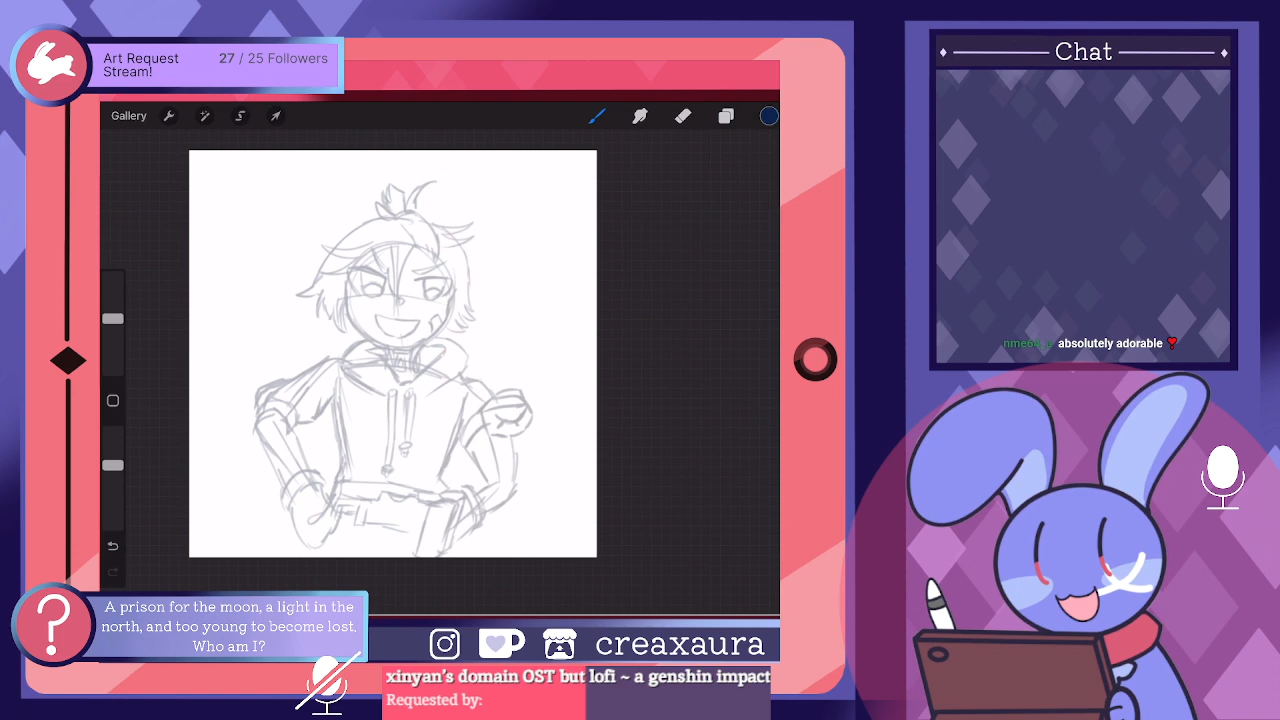 Art Request
Stream!
27 / 25 Followers
Gallery
Chat
absolutely adorable
A prison for the moon, a light in the
north, and too young to become lost.
Who am I?
creaxaura
xinyan's domain OST but lofi ~ a genshin impact
Requested by: